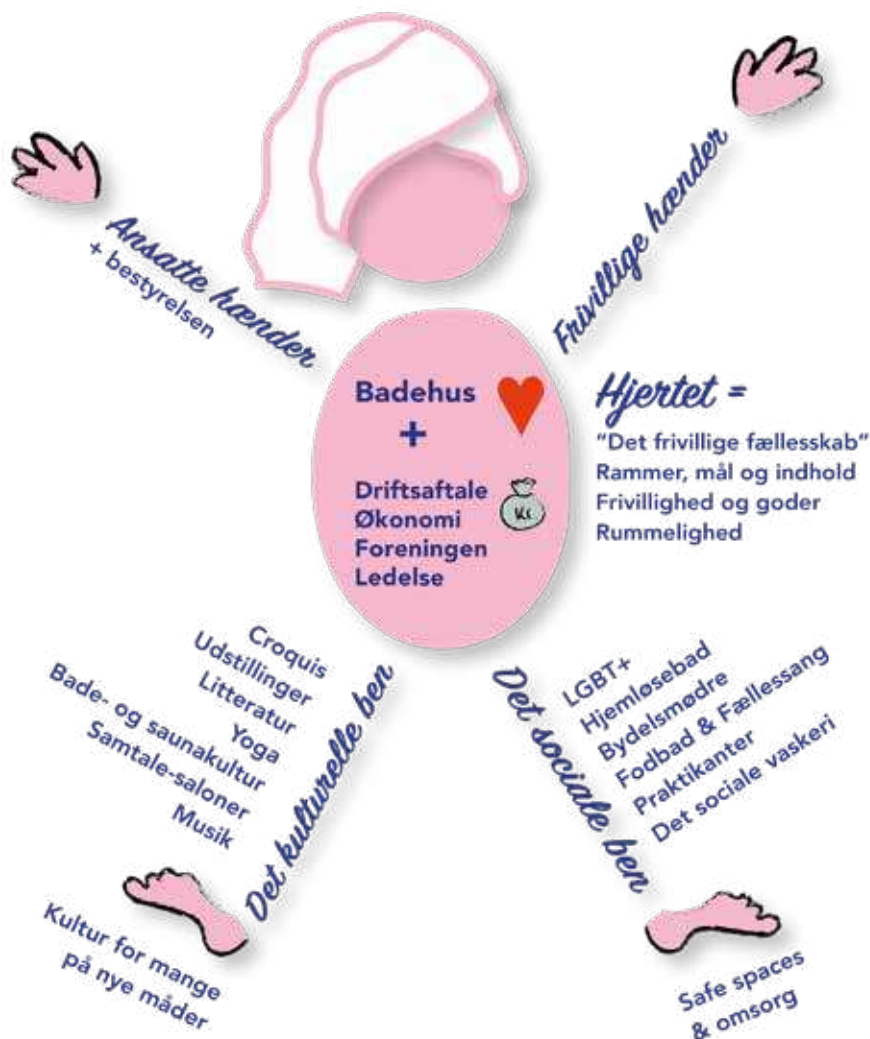 Ansatte hænder
+ bestyrelsen
Frivillige hænder
Badehus
+
Driftsaftale
Økonomi
Foreningen
Ledelse
Kr.
Hjertet =
"Det frivillige fællesskab"
Rammer, mål og indhold
Frivillighed og goder
Rummelighed
Croquis
Udstillinger
Litteratur
Yoga
Bade- og saunakultur
Samtale-saloner
Musik
Det kulturelle ben
Kultur for mange
på nye måder
Det sociale ben
LGBT+
Hjemløsebad
Bydelsmødre
Fodbad & Fællessang
Praktikanter
Det sociale vaskeri
Safe spaces
& omsorg